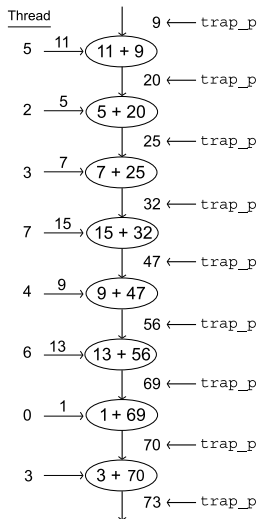 Thread
9 trap_p
5 11 11 + 9
20 trap_p
2 5 5 + 20
25 trap_p
3 7 7 + 25
32 trap_p
7 15 15 + 32
47 trap_p
4 9 9 + 47
56 trap_p
6 13 13 + 56
69 trap_p
0 1 1 + 69
70 trap_p
3 3 + 70
73 trap_p